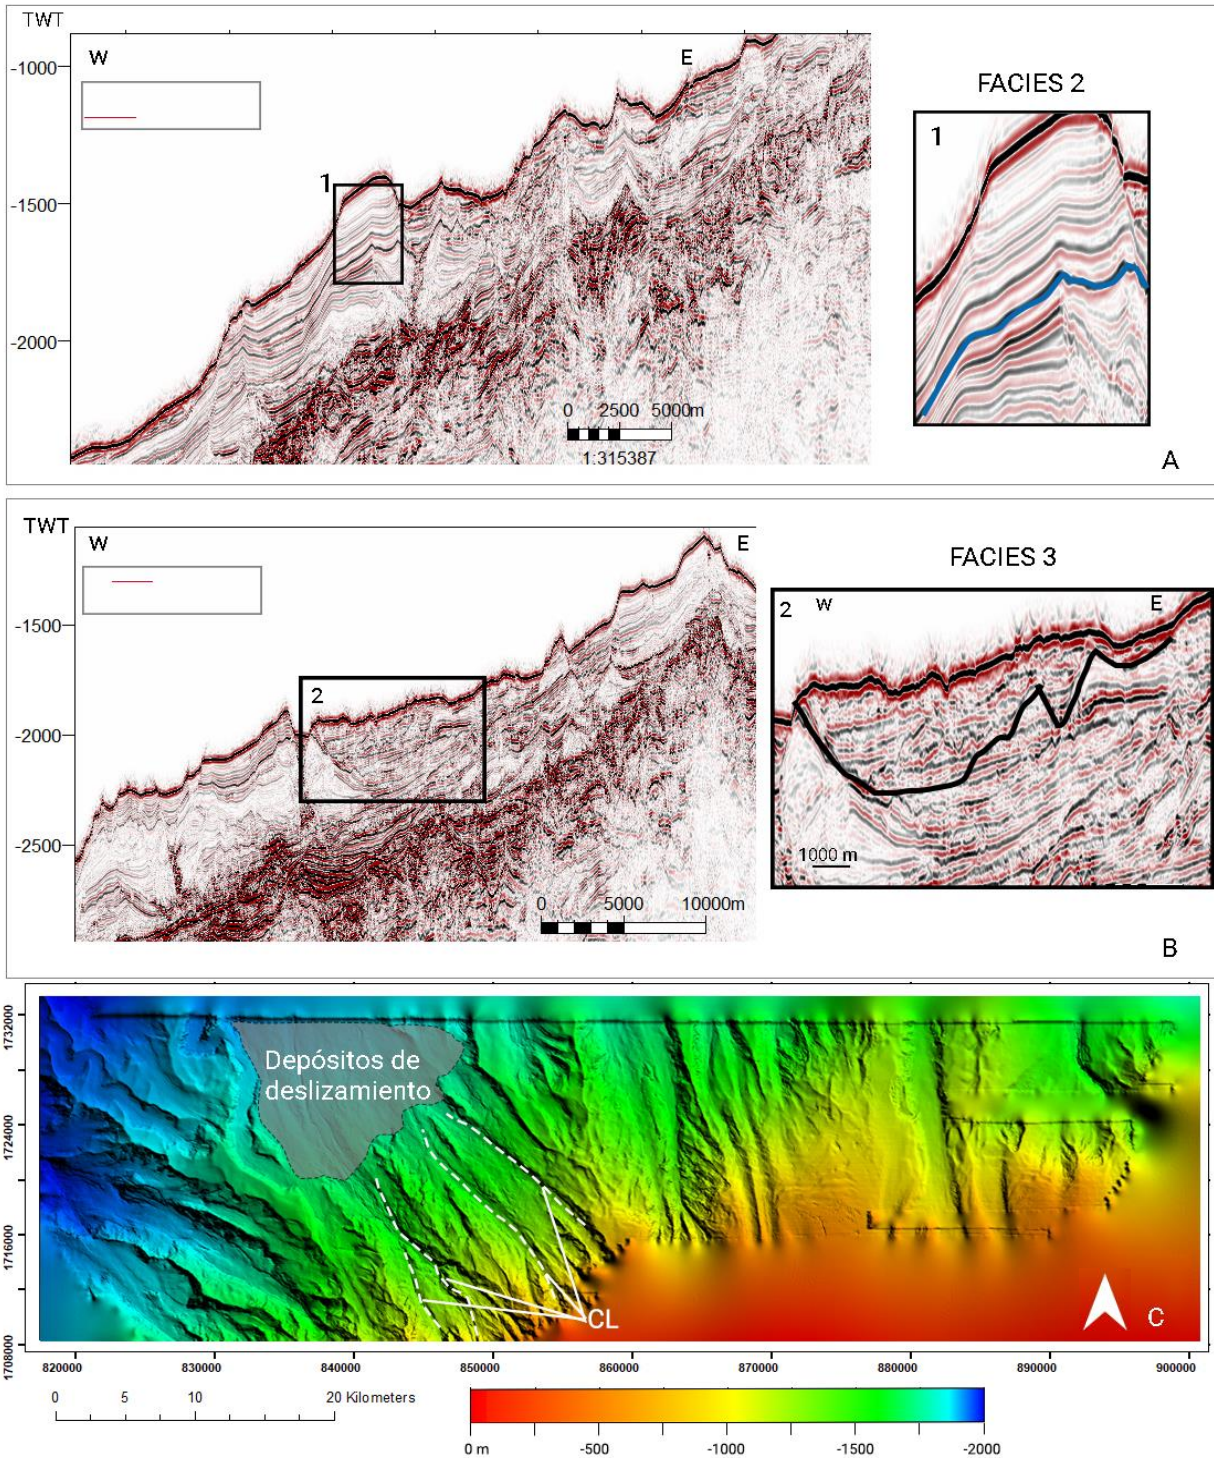 TWT
W
E
-1000
-1500
-2000
1
0 2500 5000m
1:315387
FACIES 2
1
A
TWT
W
E
-1500
-2000
-2500
2
0 5000 10000m
FACIES 3
2 W E
1000 m
B
Depósitos de
deslizamiento
CL
C
1732000
1724000
1716000
1708000
820000 830000 840000 850000 860000 870000 880000 890000 900000
0 5 10 20 Kilometers
0 m -500 -1000 -1500 -2000